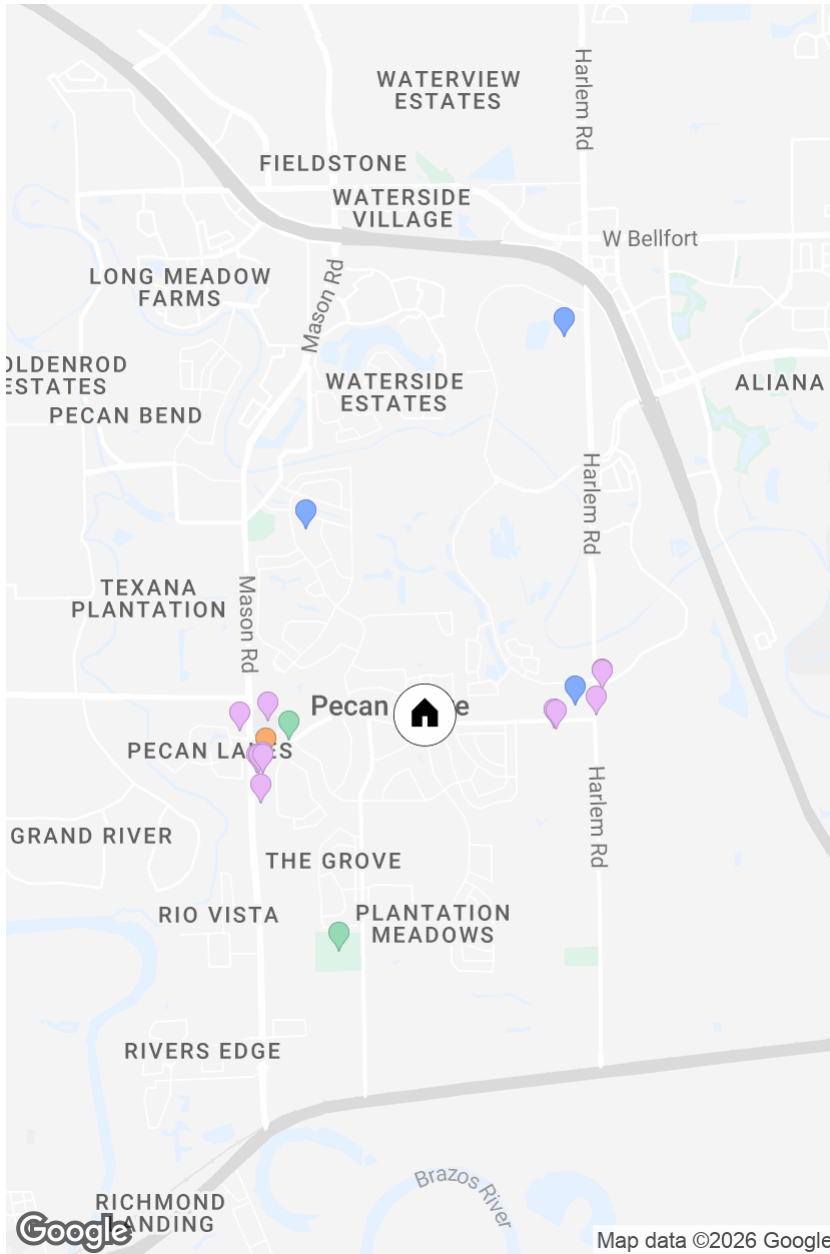 WATERVIEW
ESTATES
Harlem Rd
FIELDSTONE
WATERSIDE
VILLAGE
W Bellfort
LONG MEADOW
FARMS
Mason Rd
OLDENROD
ESTATES
WATERSIDE
ESTATES
ALIANA
PECAN BEND
Harlem Rd
TEXANA
PLANTATION
Mason Rd
Pecan
e
PECAN LA ES
Harlem Rd
GRAND RIVER
THE GROVE
RIO VISTA
PLANTATION
MEADOWS
RIVERS EDGE
Brazos River
RICHMOND
LANDING
Google
Map data ©2026 Google